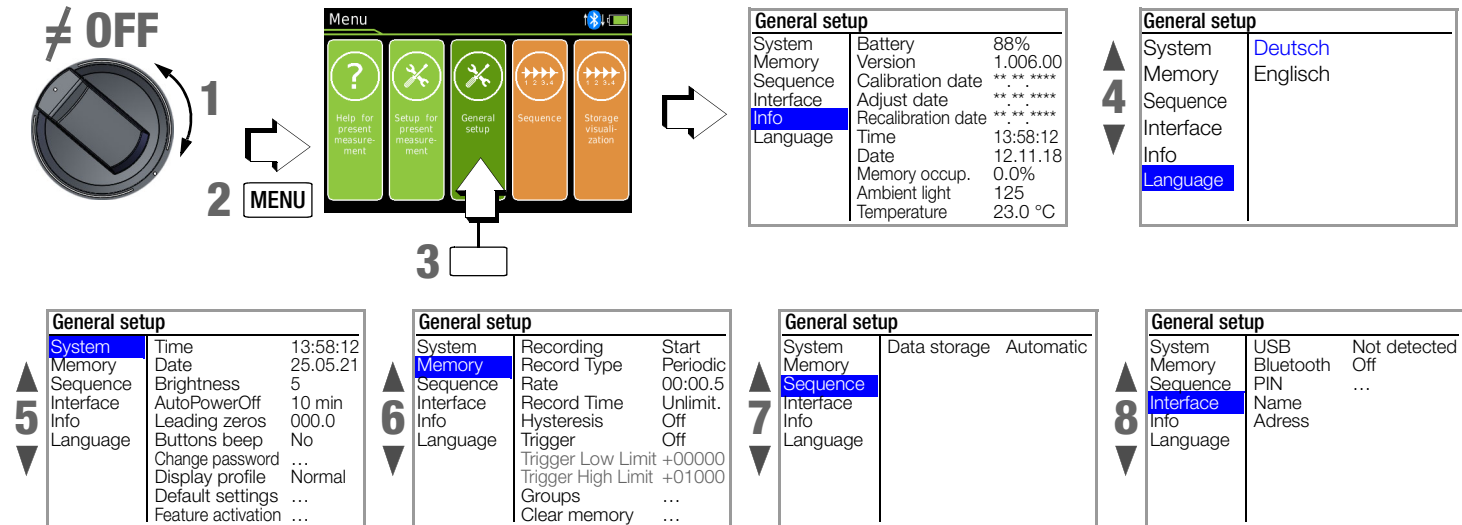 ≠ OFF
1
2 MENU
Menu
?
Help for
present
measure-
ment
Setup for
present
measure-
ment
General
setup
1 2 3.4
Sequence
1 2 3.4
Storage
visuali-
zation
3
General setup
System Battery 88%
Memory Version 1.006.00
Sequence Calibration date **.**.****
Interface Adjust date **.**.****
Info Recalibration date **.**.****
Language Time 13:58:12
Date 12.11.18
Memory occup. 0.0%
Ambient light 125
Temperature 23.0 °C
4
General setup
System Deutsch
Memory Englisch
Sequence
Interface
Info
Language
5
General setup
System Time 13:58:12
Memory Date 25.05.21
Sequence Brightness 5
Interface AutoPowerOff 10 min
Info Leading zeros 000.0
Language Buttons beep No
Change password …
Display profile Normal
Default settings …
Feature activation …
6
General setup
System Recording Start
Memory Record Type Periodic
Sequence Rate 00:00.5
Interface Record Time Unlimit.
Info Hysteresis Off
Language Trigger Off
Trigger Low Limit +00000
Trigger High Limit +01000
Groups …
Clear memory …
7
General setup
System Data storage Automatic
Memory
Sequence
Interface
Info
Language
8
General setup
System USB Not detected
Memory Bluetooth Off
Sequence PIN …
Interface Name
Info Adress
Language